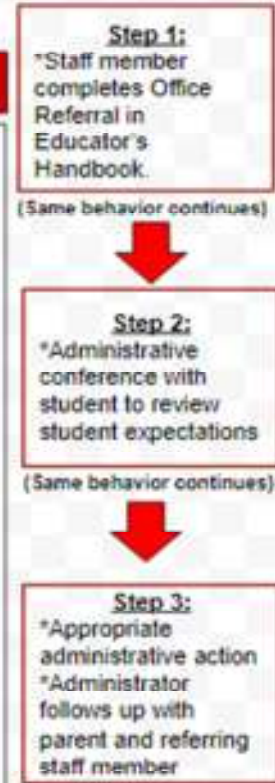 Step 1:
*Staff member
completes Office
Referral in
Educator's
Handbook.
(Same behavior continues)
Step 2:
*Administrative
conference with
student to review
student expectations
(Same behavior continues)
Step 3:
*Appropriate
administrative action
*Administrator
follows up with
parent and referring
staff member